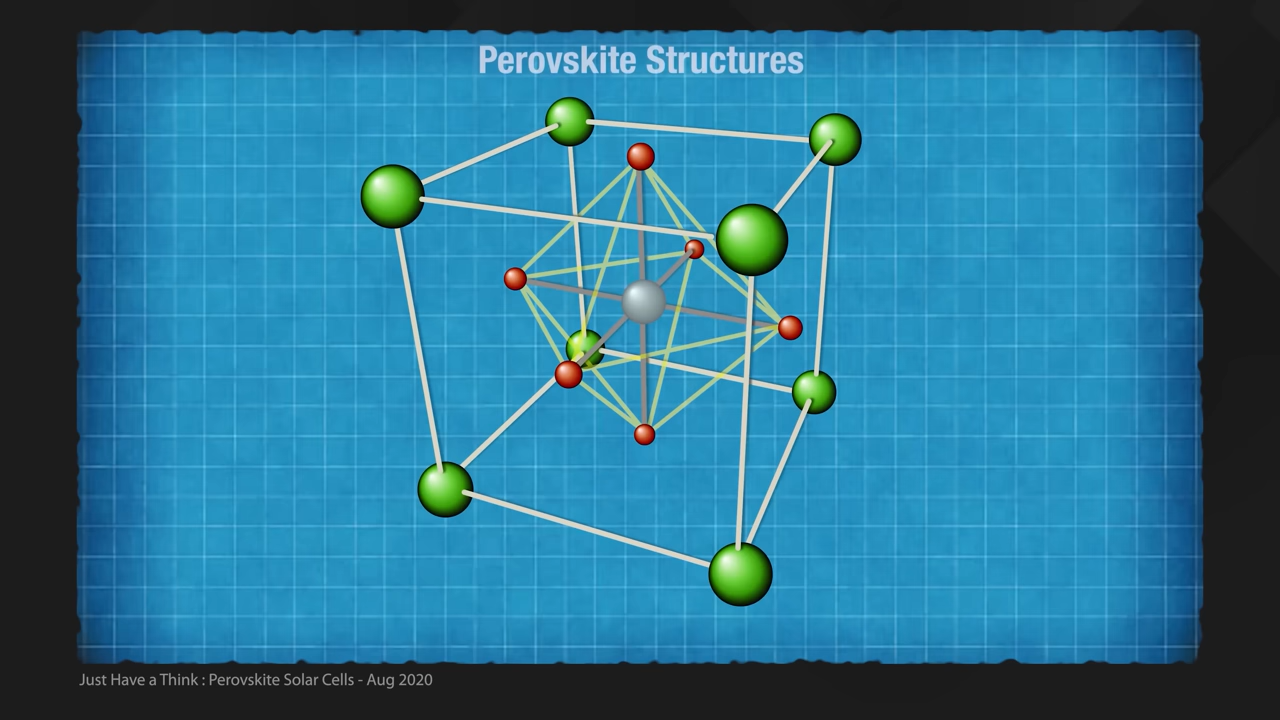 Perovskite Structures
Just Have a Think : Perovskite Solar Cells - Aug 2020